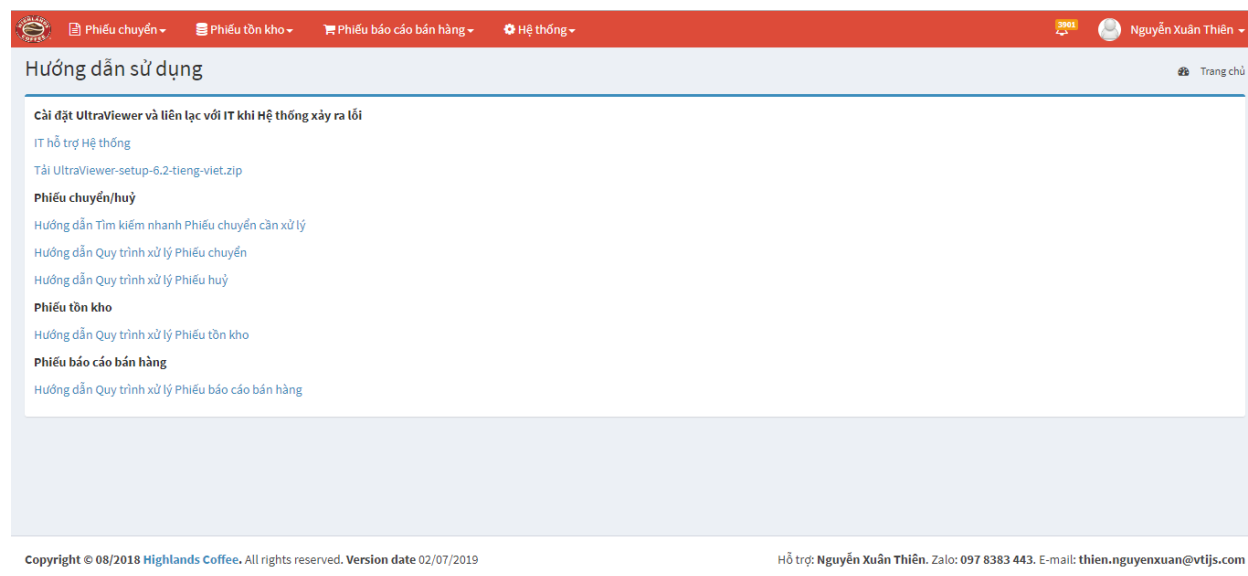 HIGHLANDS COFFEE
Phiếu chuyển
Phiếu tồn kho
Phiếu báo cáo bán hàng
Hệ thống
3901
Nguyễn Xuân Thiên
Hướng dẫn sử dụng
Trang chủ
Cài đặt UltraViewer và liên lạc với IT khi Hệ thống xảy ra lỗi
IT hỗ trợ Hệ thống
Tải UltraViewer-setup-6.2-tieng-viet.zip
Phiếu chuyển/huỷ
Hướng dẫn Tìm kiếm nhanh Phiếu chuyển cần xử lý
Hướng dẫn Quy trình xử lý Phiếu chuyển
Hướng dẫn Quy trình xử lý Phiếu huỷ
Phiếu tồn kho
Hướng dẫn Quy trình xử lý Phiếu tồn kho
Phiếu báo cáo bán hàng
Hướng dẫn Quy trình xử lý Phiếu báo cáo bán hàng
Copyright © 08/2018 Highlands Coffee. All rights reserved. Version date 02/07/2019
Hỗ trợ: Nguyễn Xuân Thiên. Zalo: 097 8383 443. E-mail: thien.nguyenxuan@vtijs.com